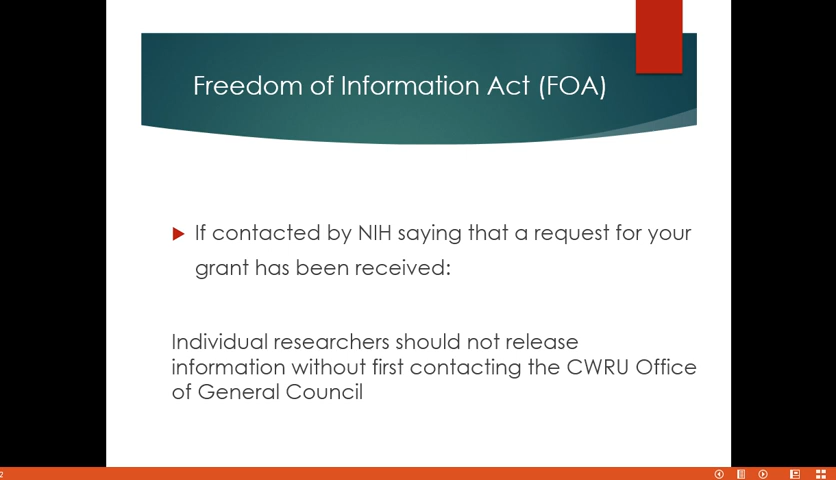 Freedom of Information Act (FOA)
If contacted by NIH saying that a request for your
grant has been received:
Individual researchers should not release
information without first contacting the CWRU Office
of General Council